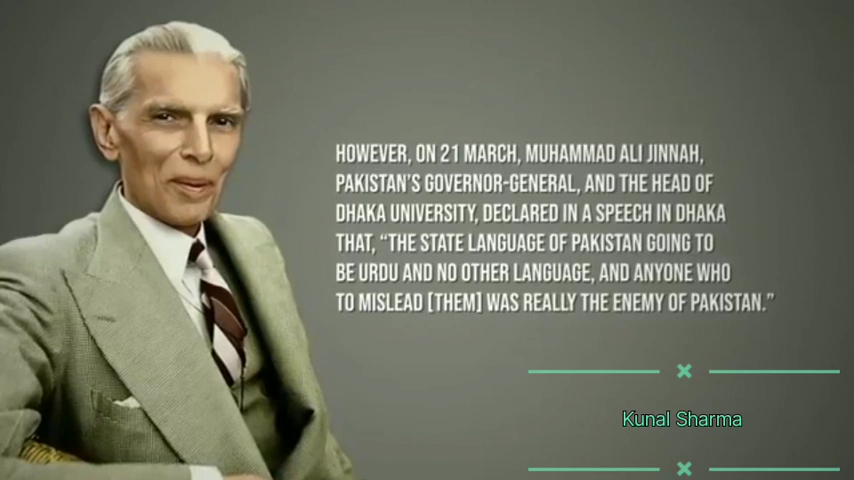 HOWEVER, ON 21 MARCH, MUHAMMAD ALI JINNAH,
PAKISTAN'S GOVERNOR-GENERAL, AND THE HEAD OF
DHAKA UNIVERSITY, DECLARED IN A SPEECH IN DHAKA
THAT, “THE STATE LANGUAGE OF PAKISTAN GOING TO
BE URDU AND NO OTHER LANGUAGE, AND ANYONE WHO
TO MISLEAD [THEM] WAS REALLY THE ENEMY OF PAKISTAN.”
Kunal Sharma